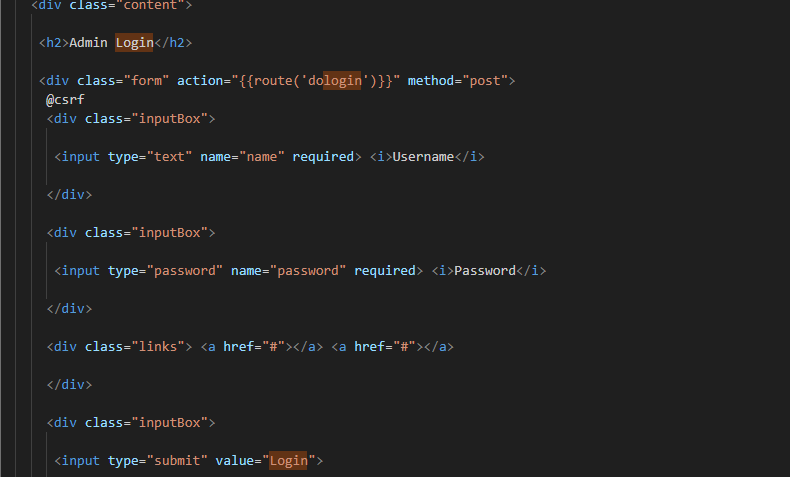 <div class="content">
<h2>Admin Login</h2>
<div class="form" action="{{route('dologin')}}" method="post">
@csrf
<div class="inputBox">
<input type="text" name="name" required> <i>Username</i>
</div>
<div class="inputBox">
<input type="password" name="password" required> <i>Password</i>
</div>
<div class="links"> <a href="#"></a> <a href="#"></a>
</div>
<div class="inputBox">
<input type="submit" value="Login">